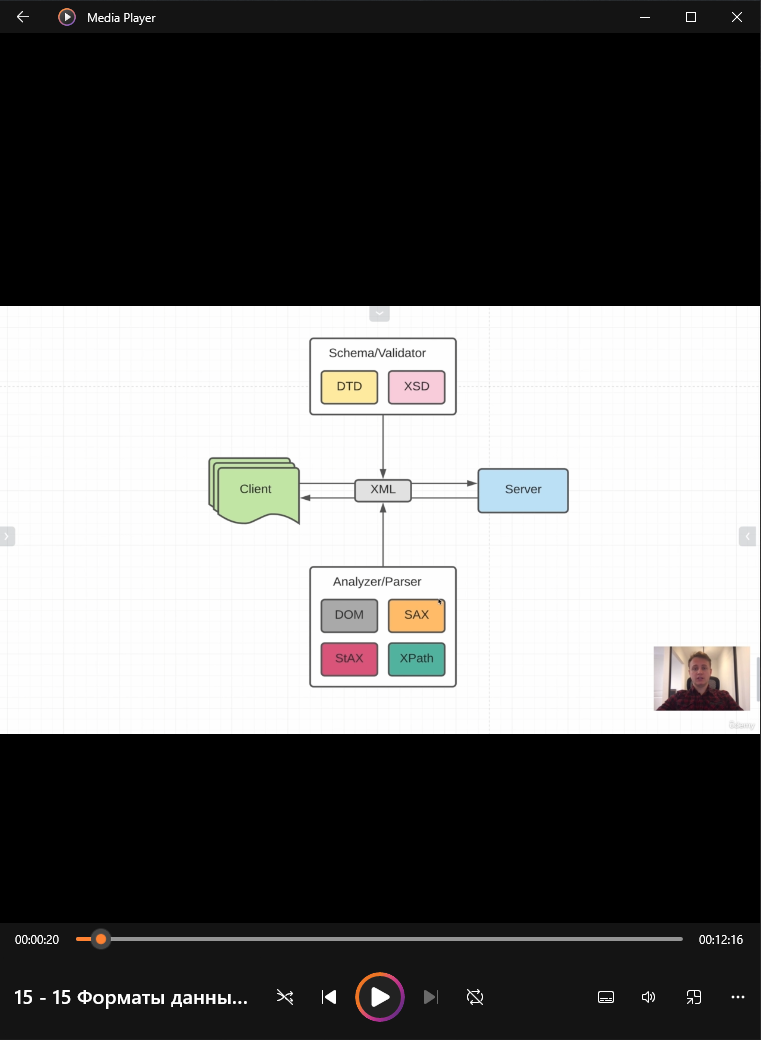 Media Player
Schema/Validator
DTD XSD
Client XML Server
Analyzer/Parser
DOM SAX
StAX XPath
Udemy
00:00:20 00:12:16
15 - 15 Форматы данны...